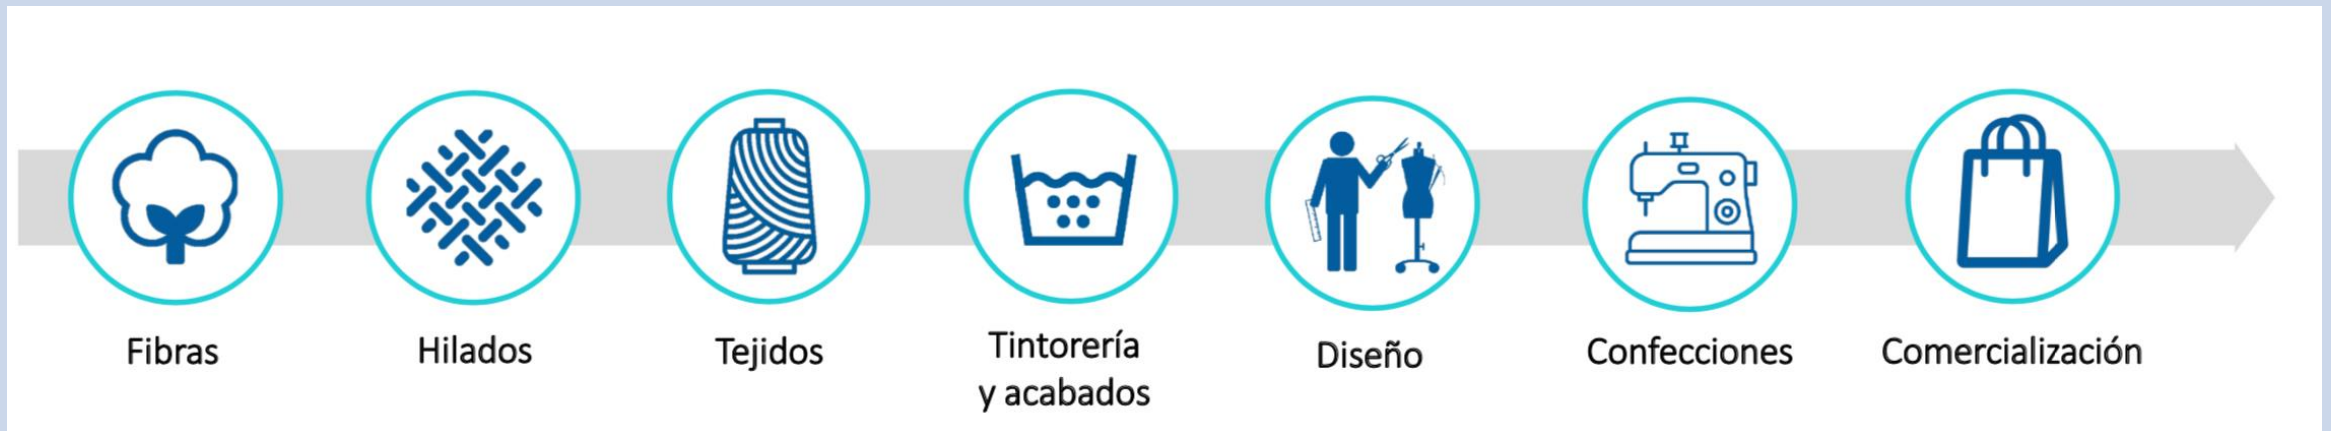 Fibras
Hilados
Tejidos
Tintorería
y acabados
Diseño
Confecciones
Comercialización